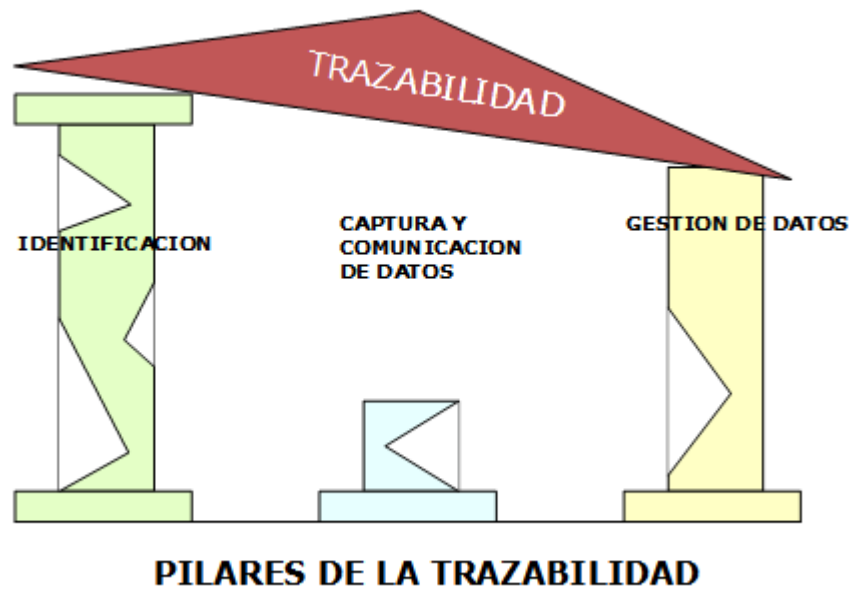 TRAZABILIDAD
IDENTIFICACION
CAPTURA Y
COMUNICACION
DE DATOS
GESTION DE DATOS
PILARES DE LA TRAZABILIDAD